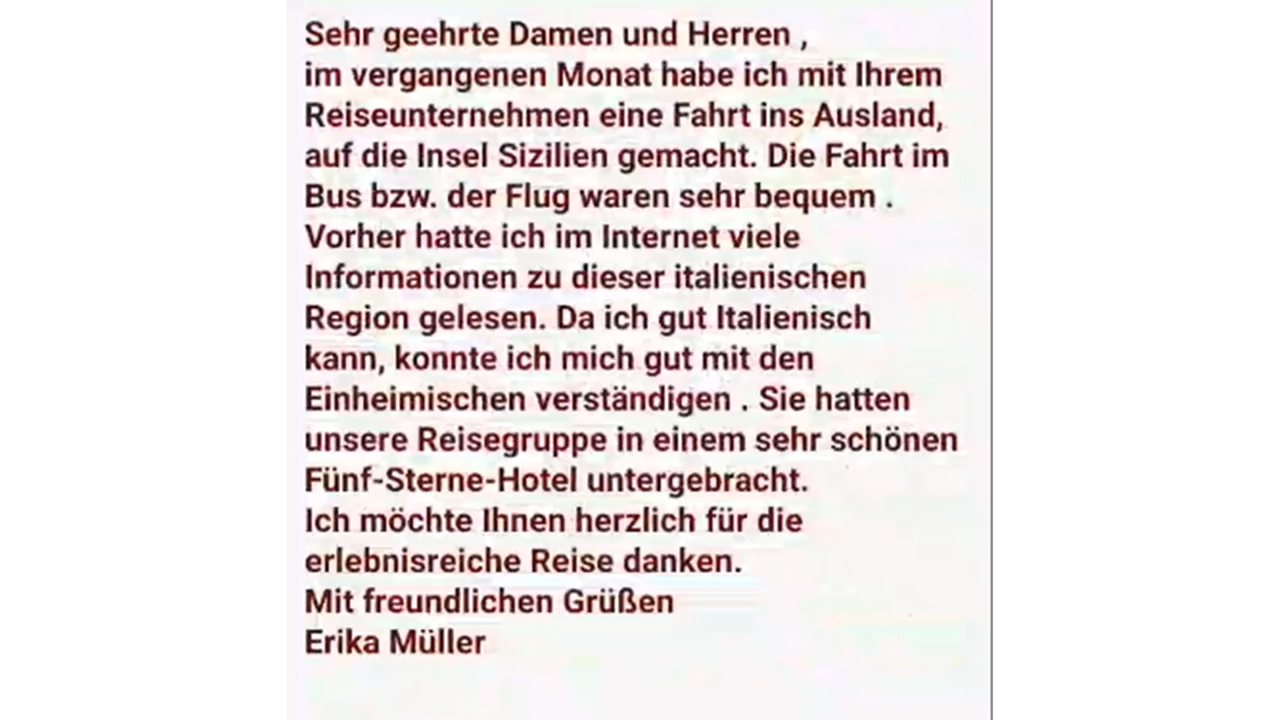 Sehr geehrte Damen und Herren ,
im vergangenen Monat habe ich mit Ihrem
Reiseunternehmen eine Fahrt ins Ausland,
auf die Insel Sizilien gemacht. Die Fahrt im
Bus bzw. der Flug waren sehr bequem .
Vorher hatte ich im Internet viele
Informationen zu dieser italienischen
Region gelesen. Da ich gut Italienisch
kann, konnte ich mich gut mit den
Einheimischen verständigen . Sie hatten
unsere Reisegruppe in einem sehr schönen
Fünf-Sterne-Hotel untergebracht.
Ich möchte Ihnen herzlich für die
erlebnisreiche Reise danken.
Mit freundlichen Grüßen
Erika Müller